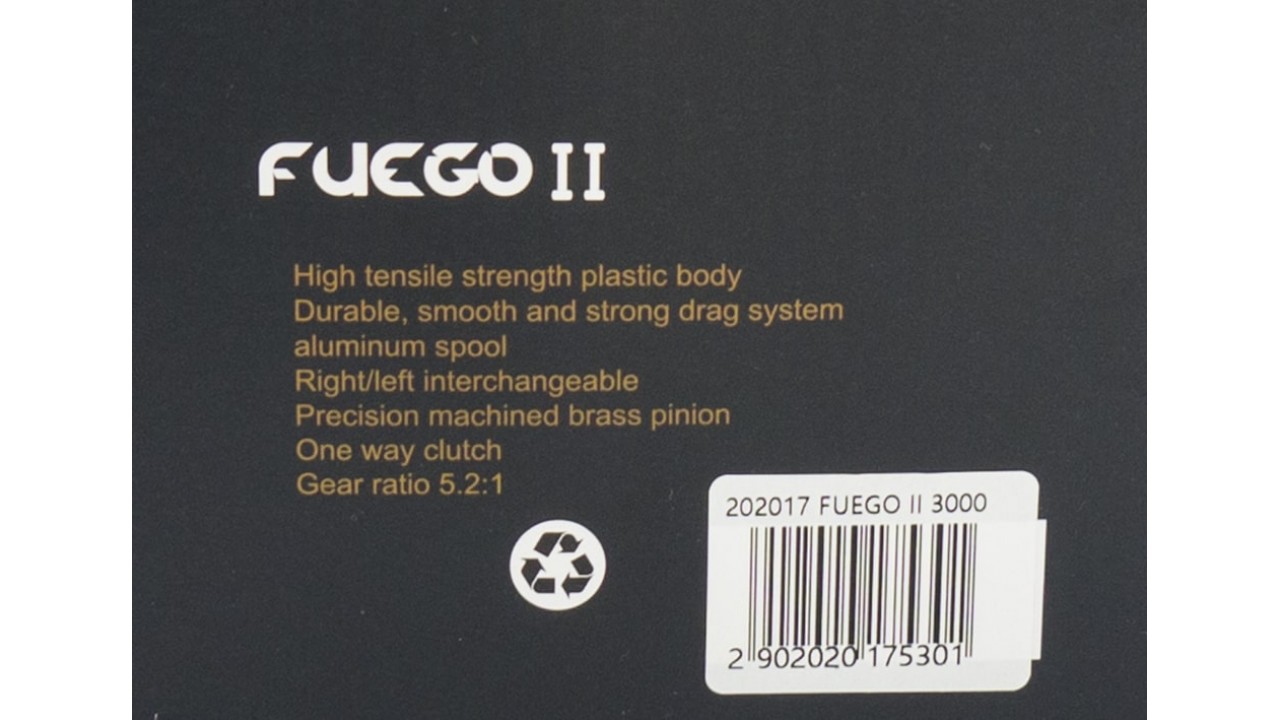 FUEGO II
High tensile strength plastic body
Durable, smooth and strong drag system
aluminum spool
Right/left interchangeable
Precision machined brass pinion
One way clutch
Gear ratio 5.2:1
202017 FUEGO II 3000
2 902020 175301